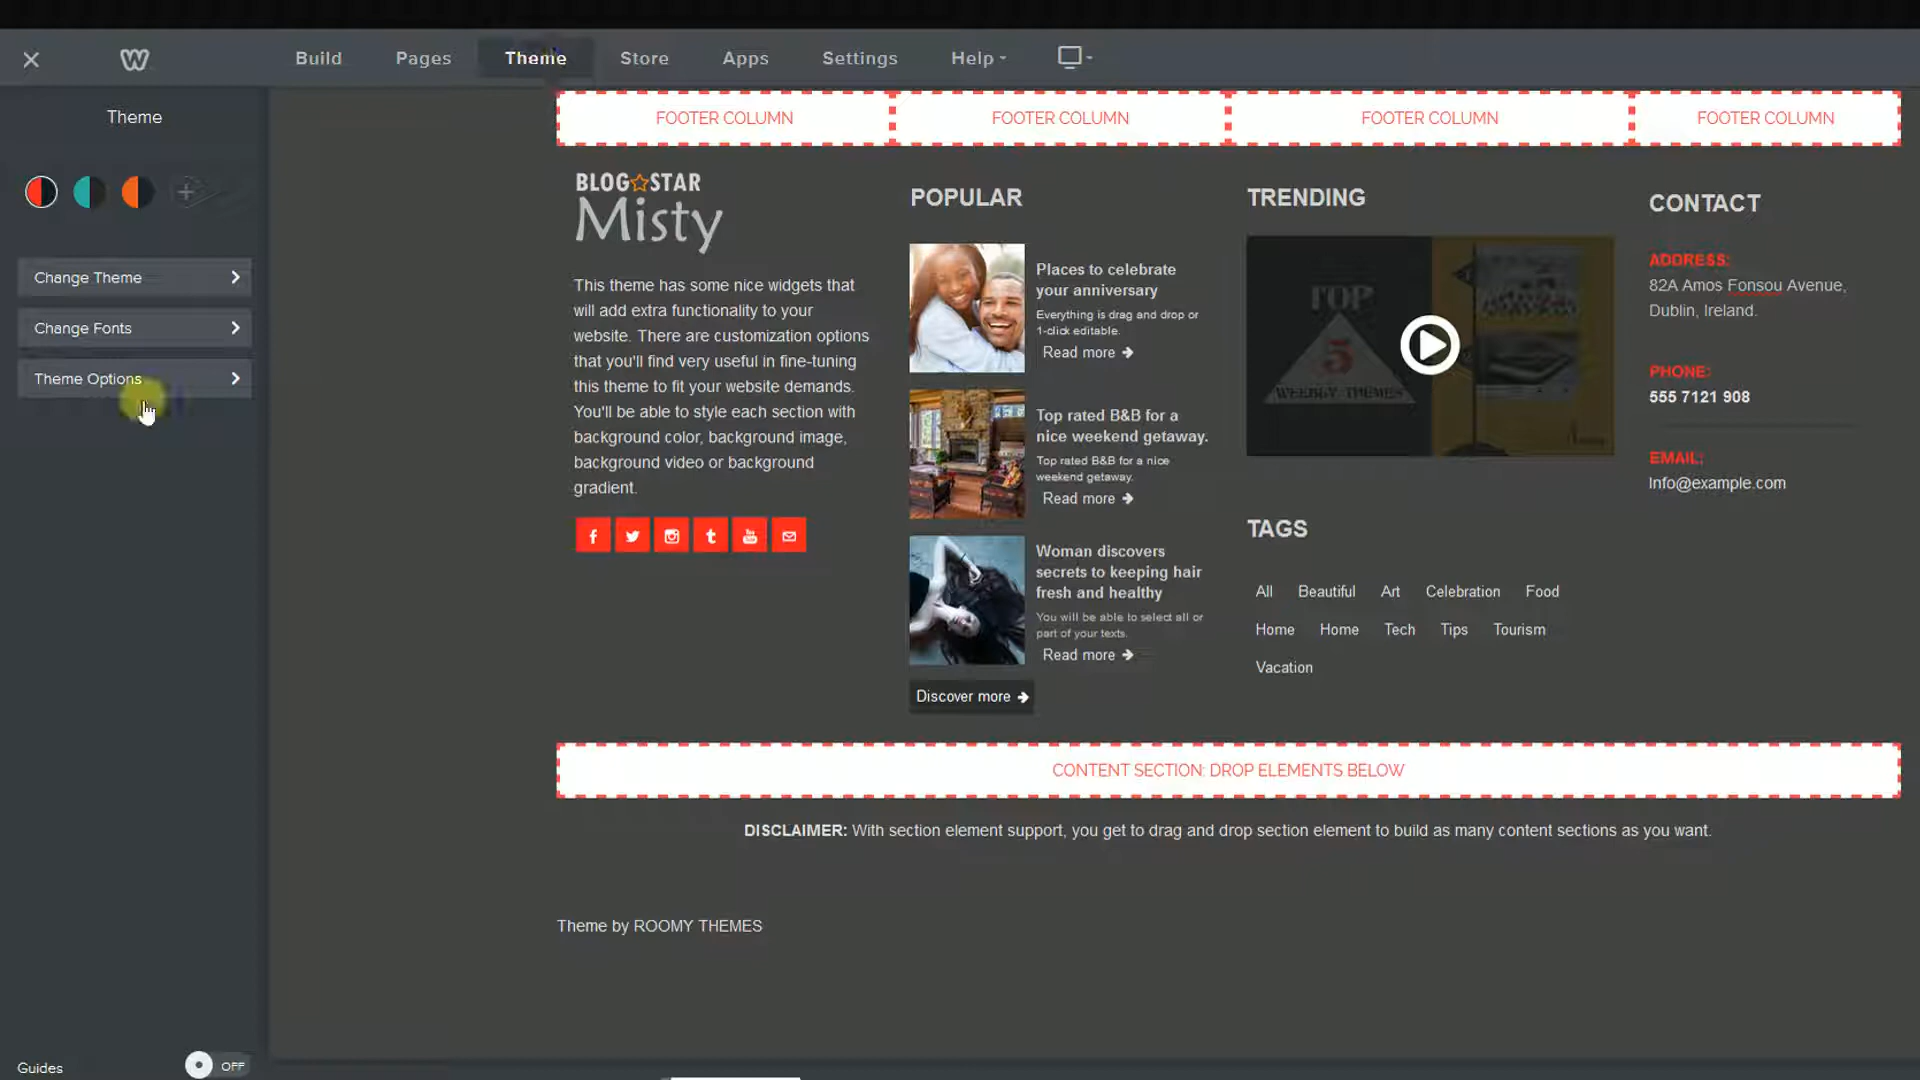 Build
Pages
Theme
Store
Apps
Settings
Help
Theme
Change Theme
Change Fonts
Theme Options
Guides
OFF
FOOTER COLUMN
FOOTER COLUMN
FOOTER COLUMN
FOOTER COLUMN
BLOG STAR
Misty
This theme has some nice widgets that
will add extra functionality to your
website. There are customization options
that you'll find very useful in fine-tuning
this theme to fit your website demands.
You'll be able to style each section with
background color, background image,
background video or background
gradient.
POPULAR
Places to celebrate
your anniversary
Everything is drag and drop or
1-click editable.
Read more
Top rated B&B for a
nice weekend getaway.
Top rated B&B for a nice
weekend getaway.
Read more
Woman discovers
secrets to keeping hair
fresh and healthy
You will be able to select all or
part of your texts.
Read more
Discover more
TRENDING
TOP
5
WEEBLY THEMES
TAGS
All Beautiful Art Celebration Food
Home Home Tech Tips Tourism
Vacation
CONTACT
ADDRESS:
82A Amos Fonsou Avenue,
Dublin, Ireland.
PHONE:
555 7121 908
EMAIL:
Info@example.com
CONTENT SECTION: DROP ELEMENTS BELOW
DISCLAIMER: With section element support, you get to drag and drop section element to build as many content sections as you want.
Theme by ROOMY THEMES